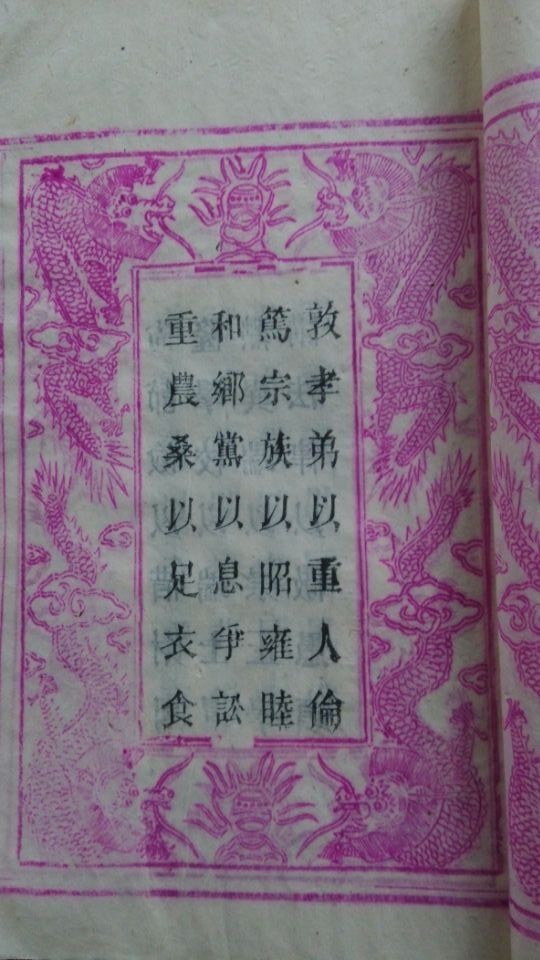 敦孝弟以重人倫
篤宗族以昭雍睦
和鄉黨以息爭訟
重農桑以足衣食